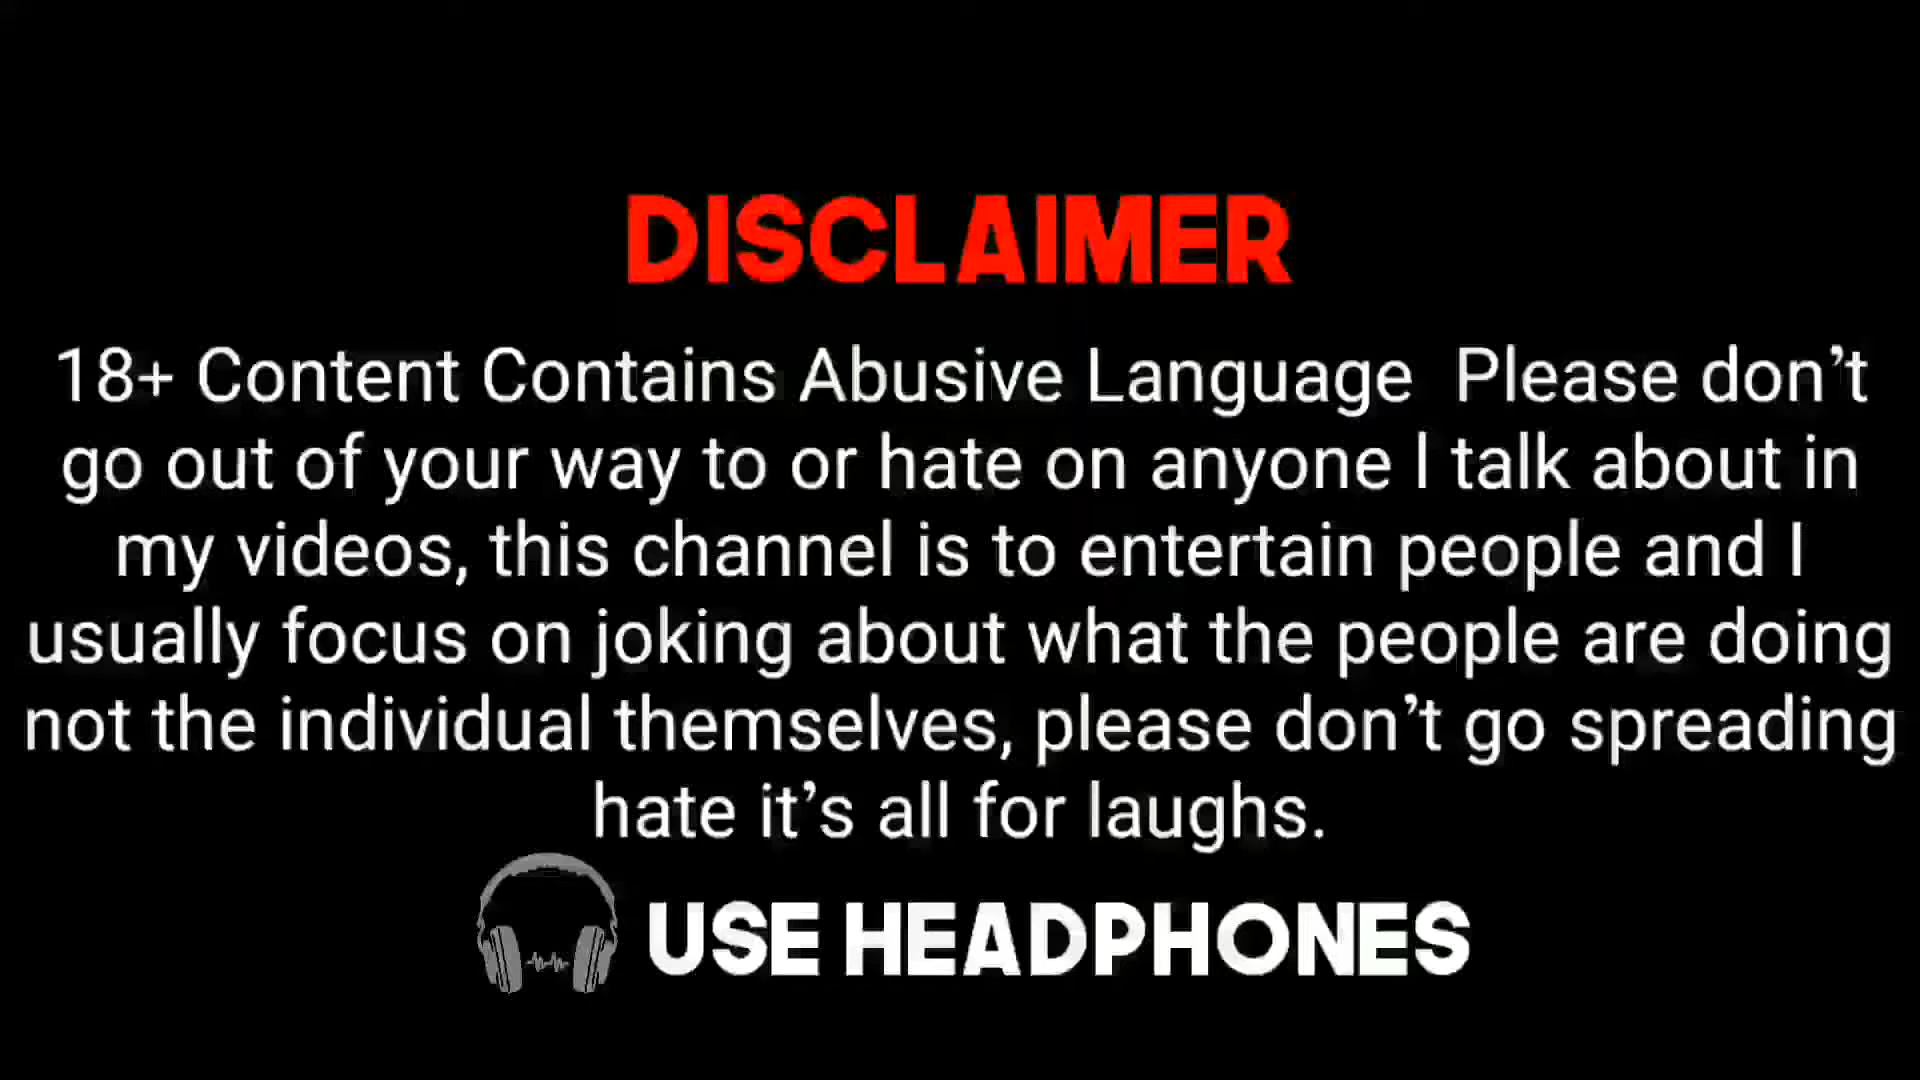 DISCLAIMER
18+ Content Contains Abusive Language  Please don’t
go out of your way to or hate on anyone I talk about in
my videos, this channel is to entertain people and I
usually focus on joking about what the people are doing
not the individual themselves, please don’t go spreading
hate it’s all for laughs.
USE HEADPHONES